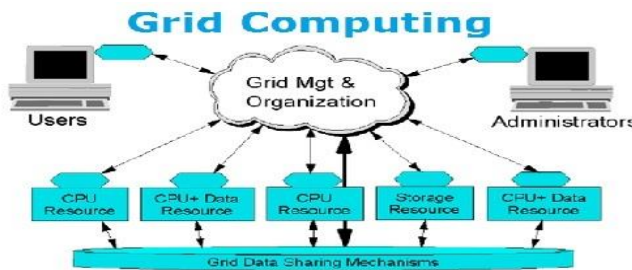 Grid Computing
Grid Mgt &
Organization
Users
Administrators
CPU
Resource
CPU+ Data
Resource
CPU
Resource
Storage
Resource
CPU+ Data
Resource
Grid Data Sharing Mechanisms